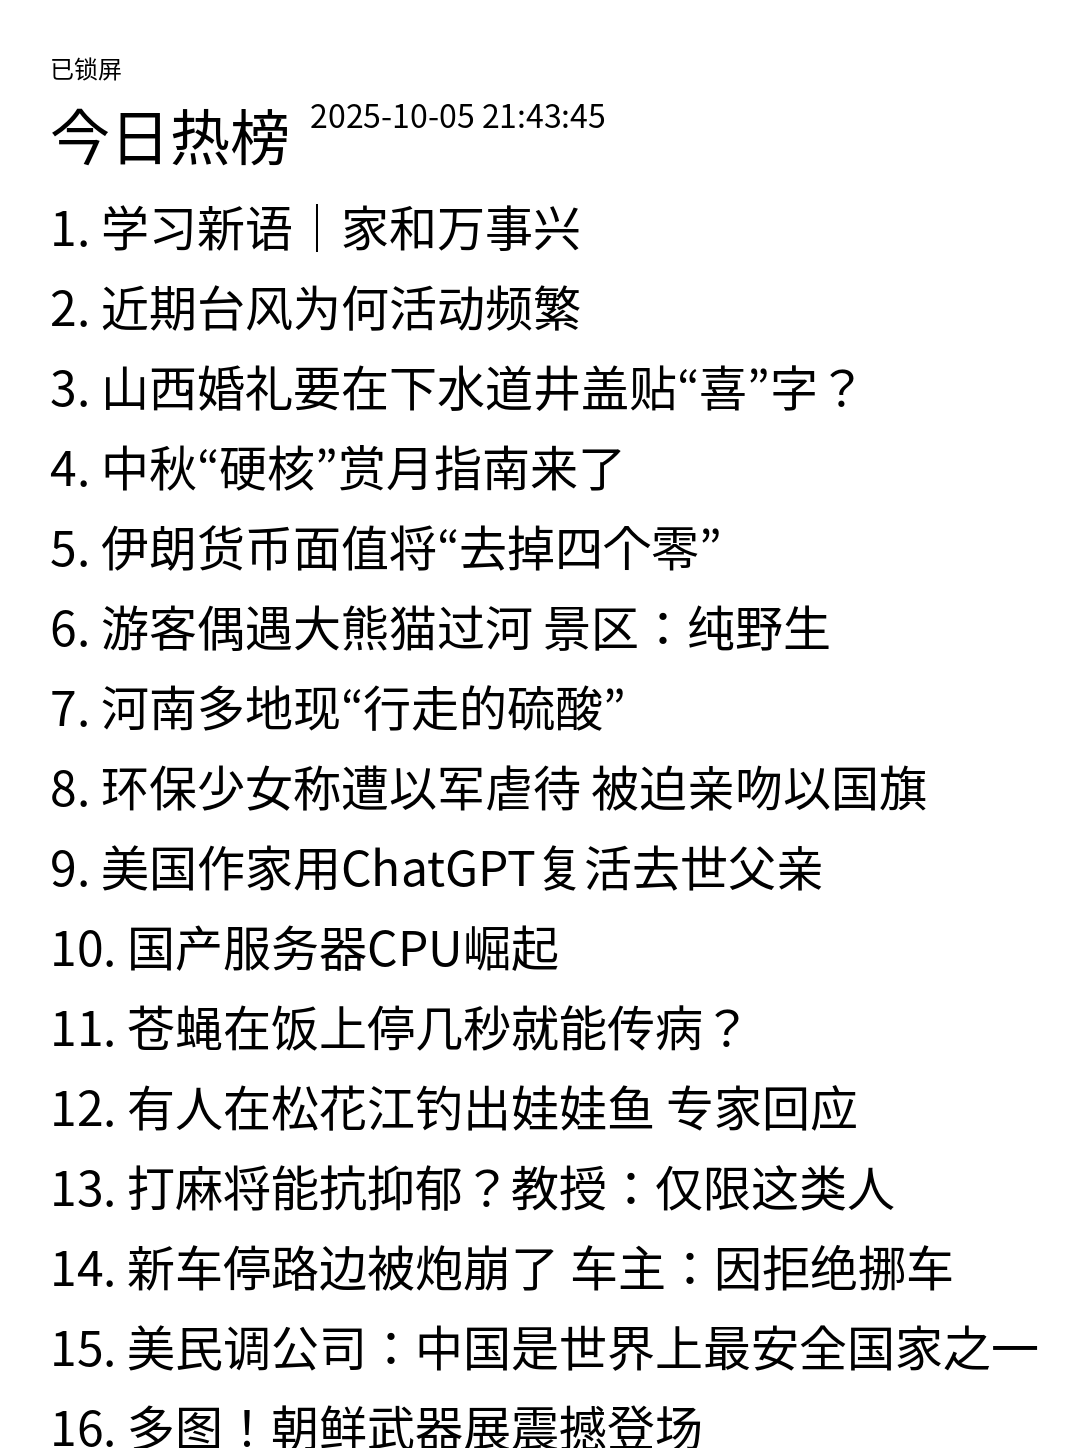 已锁屏
今日热榜 2025-10-05 21:43:45
1. 学习新语｜家和万事兴
2. 近期台风为何活动频繁
3. 山西婚礼要在下水道井盖贴“喜”字？
4. 中秋“硬核”赏月指南来了
5. 伊朗货币面值将“去掉四个零”
6. 游客偶遇大熊猫过河 景区：纯野生
7. 河南多地现“行走的硫酸”
8. 环保少女称遭以军虐待 被迫亲吻以国旗
9. 美国作家用ChatGPT复活去世父亲
10. 国产服务器CPU崛起
11. 苍蝇在饭上停几秒就能传病？
12. 有人在松花江钓出娃娃鱼 专家回应
13. 打麻将能抗抑郁？教授：仅限这类人
14. 新车停路边被炮崩了 车主：因拒绝挪车
15. 美民调公司：中国是世界上最安全国家之一
16. 多图！朝鲜武器展震撼登场